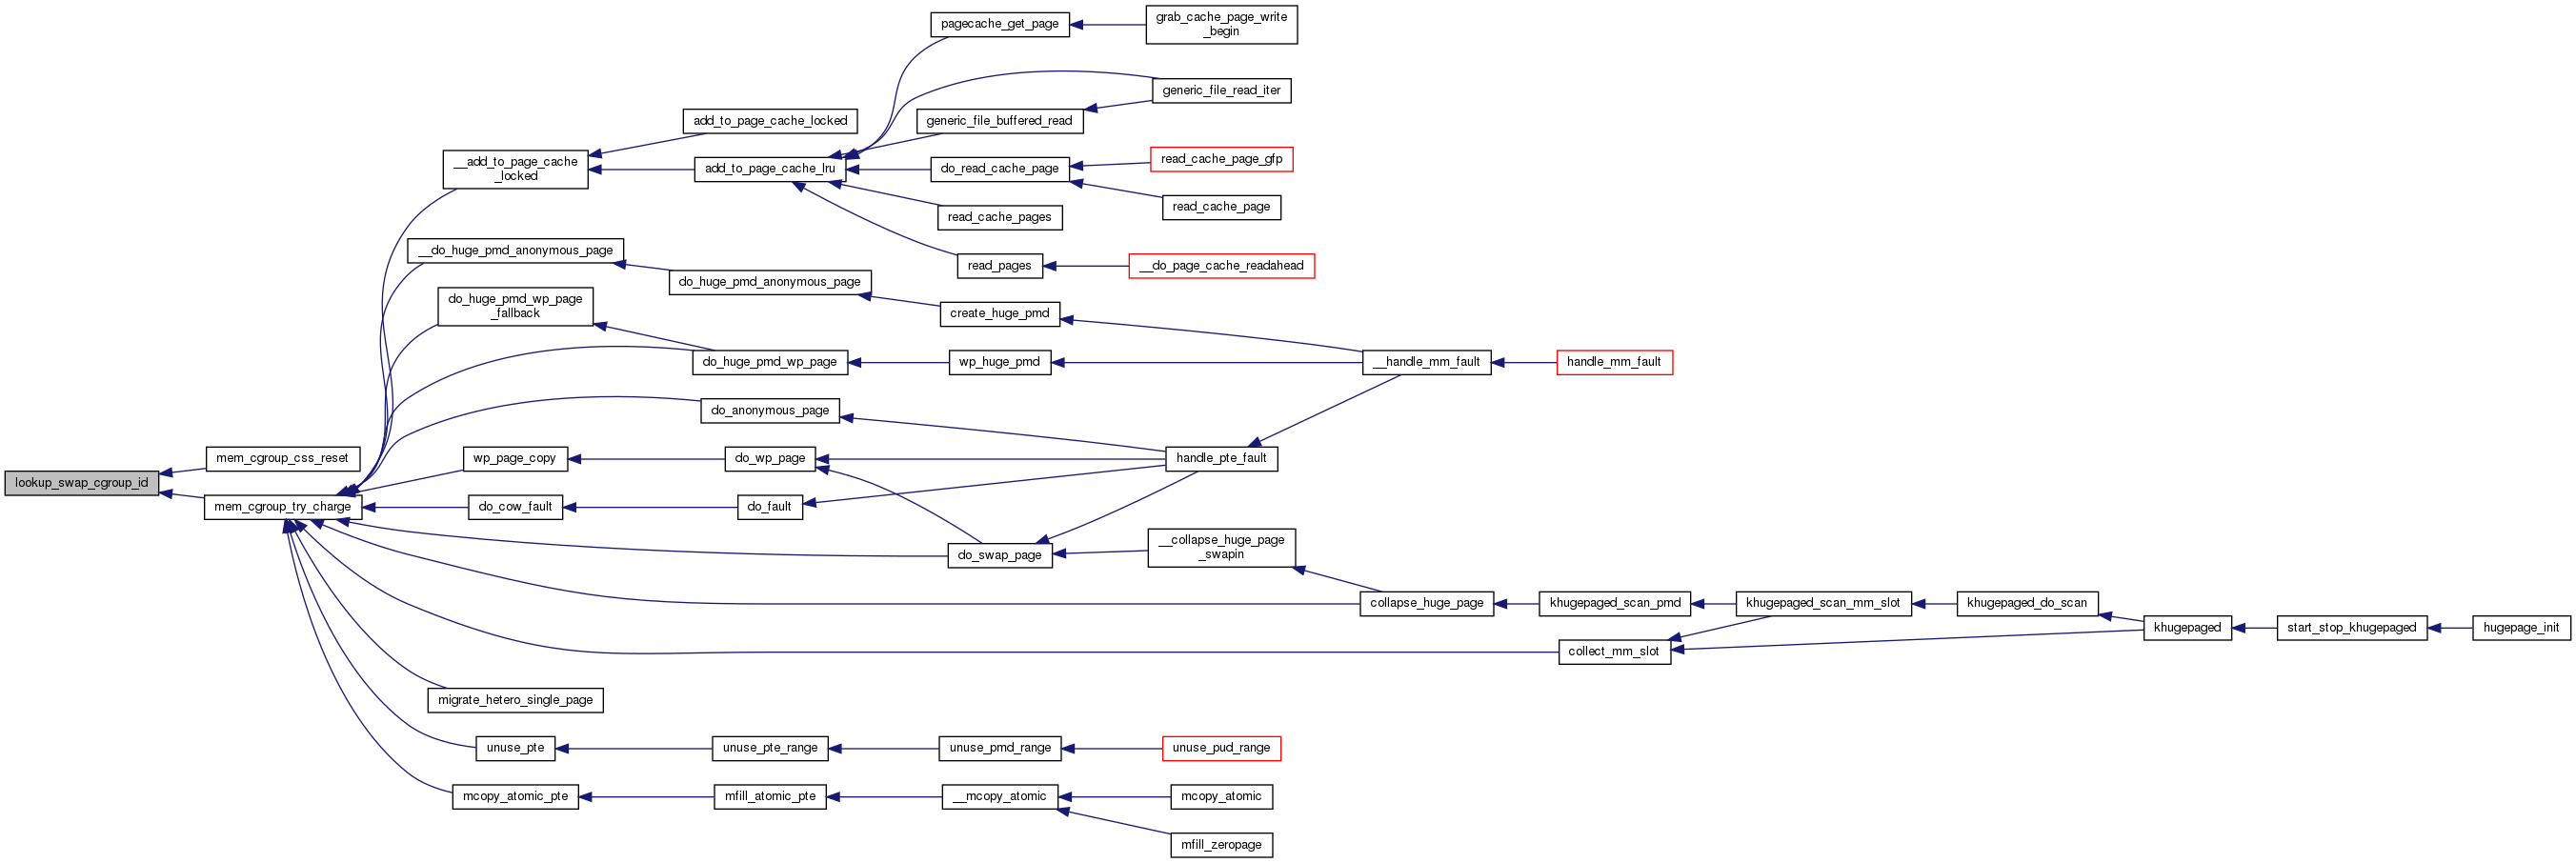 pagecache_get_page
grab_cache_page_write
_begin
generic_file_read_iter
add_to_page_cache_locked
generic_file_buffered_read
__add_to_page_cache
_locked
add_to_page_cache_lru
do_read_cache_page
read_cache_page_gfp
read_cache_page
read_cache_pages
__do_huge_pmd_anonymous_page
read_pages
__do_page_cache_readahead
do_huge_pmd_anonymous_page
do_huge_pmd_wp_page
_fallback
create_huge_pmd
do_huge_pmd_wp_page
wp_huge_pmd
__handle_mm_fault
handle_mm_fault
do_anonymous_page
mem_cgroup_css_reset
wp_page_copy
do_wp_page
handle_pte_fault
lookup_swap_cgroup_id
mem_cgroup_try_charge
do_cow_fault
do_fault
do_swap_page
__collapse_huge_page
_swapin
collapse_huge_page
khugepaged_scan_pmd
khugepaged_scan_mm_slot
khugepaged_do_scan
khugepaged
start_stop_khugepaged
hugepage_init
collect_mm_slot
migrate_hetero_single_page
unuse_pte
unuse_pte_range
unuse_pmd_range
unuse_pud_range
mcopy_atomic_pte
mfill_atomic_pte
__mcopy_atomic
mcopy_atomic
mfill_zeropage